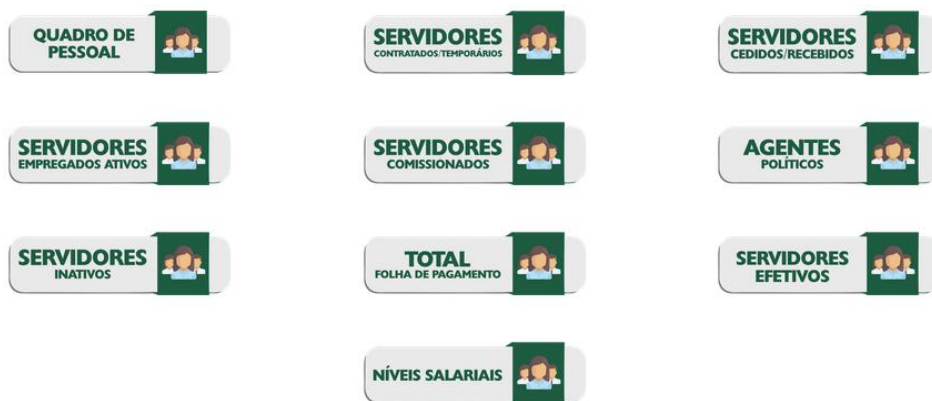 QUADRO DE
PESSOAL
SERVIDORES
CONTRATADOS/TEMPORÁRIOS
SERVIDORES
CEDIDOS/RECEBIDOS
SERVIDORES
EMPREGADOS ATIVOS
SERVIDORES
COMISSIONADOS
AGENTES
POLÍTICOS
SERVIDORES
INATIVOS
TOTAL
FOLHA DE PAGAMENTO
SERVIDORES
EFETIVOS
NÍVEIS SALARIAIS